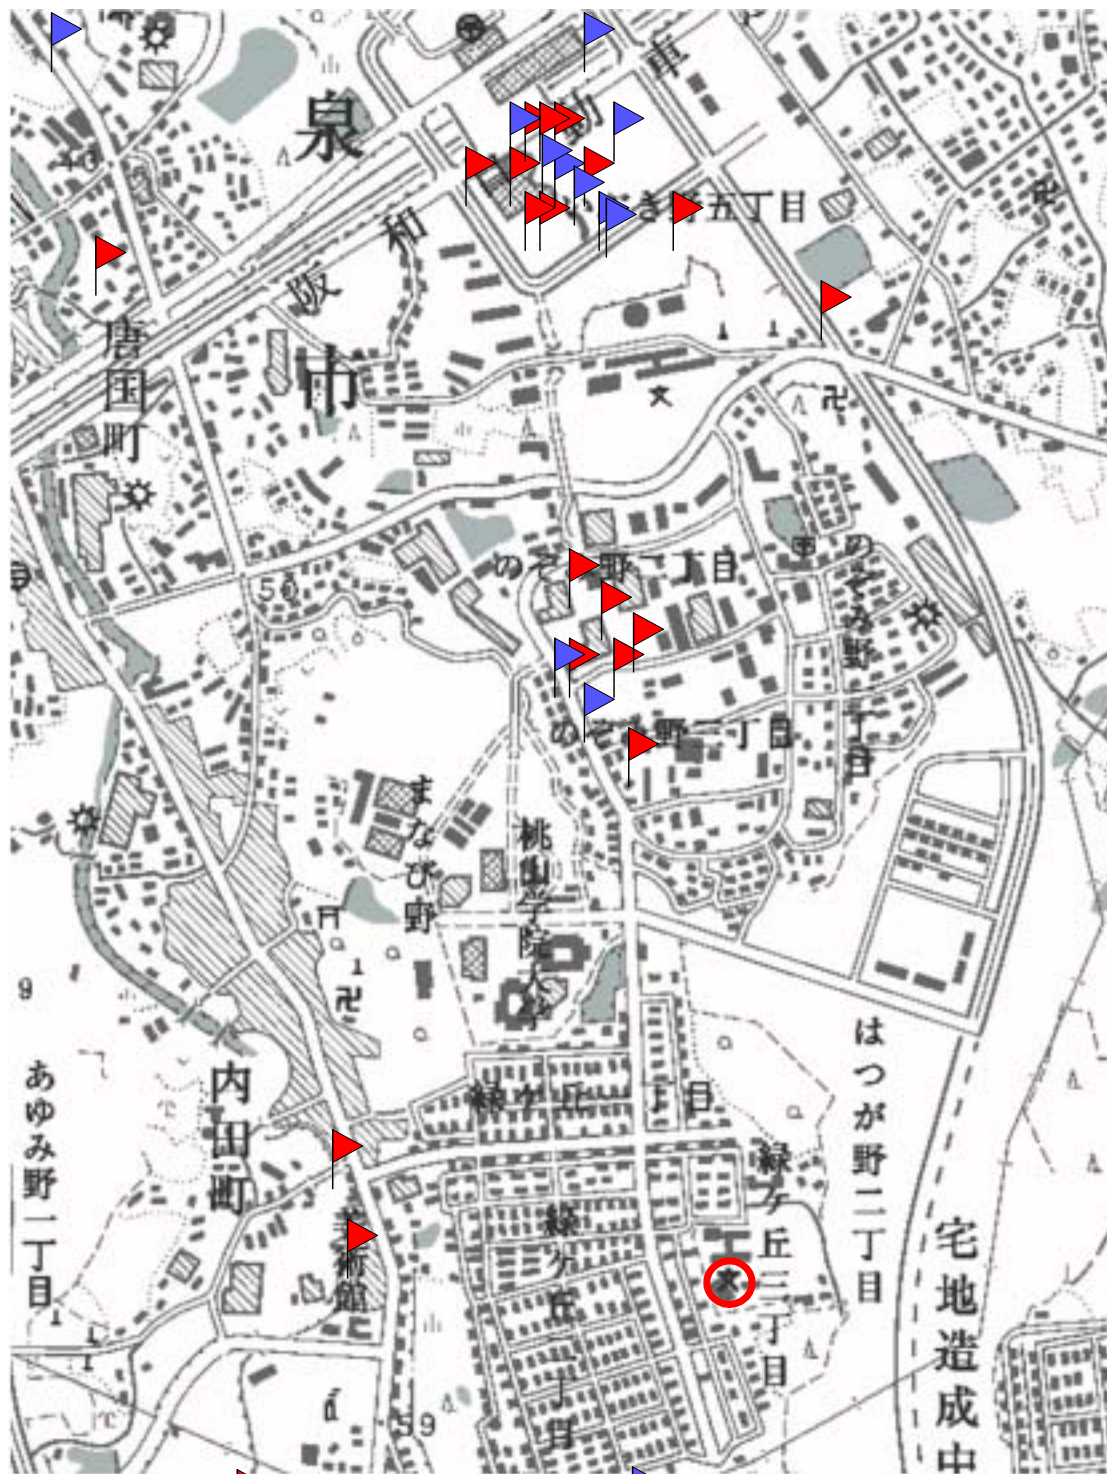 泉
市
阪
和
車
五丁目
唐国町
文
50
のぞみ野一丁目
のぞみ野二丁目
のぞみ野三丁目
まなび野
桃山学院大学
9
あゆみ野一丁目
内田町
美術館
緑ケ丘一丁目
緑ケ丘二丁目
緑ケ丘三丁目
はつが野二丁目
宅地造成中
59